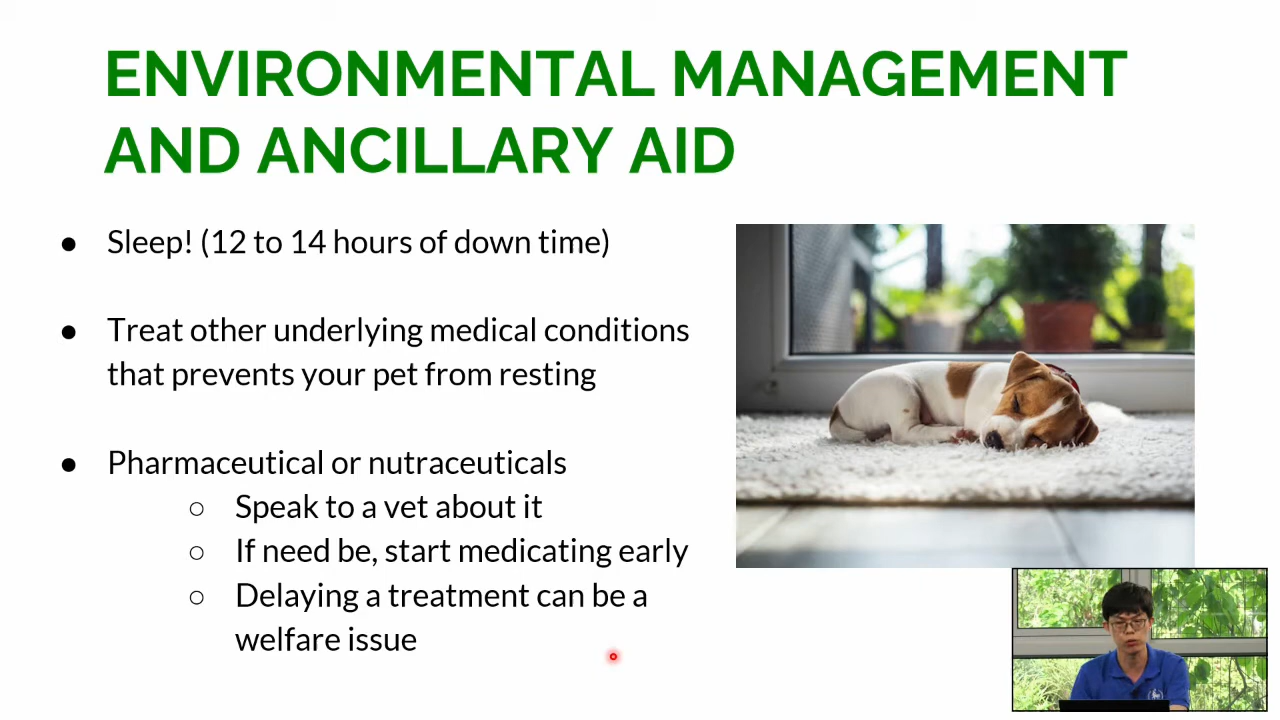 ENVIRONMENTAL MANAGEMENT
AND ANCILLARY AID
● Sleep! (12 to 14 hours of down time)
● Treat other underlying medical conditions
that prevents your pet from resting
● Pharmaceutical or nutraceuticals
○ Speak to a vet about it
○ If need be, start medicating early
○ Delaying a treatment can be a
welfare issue